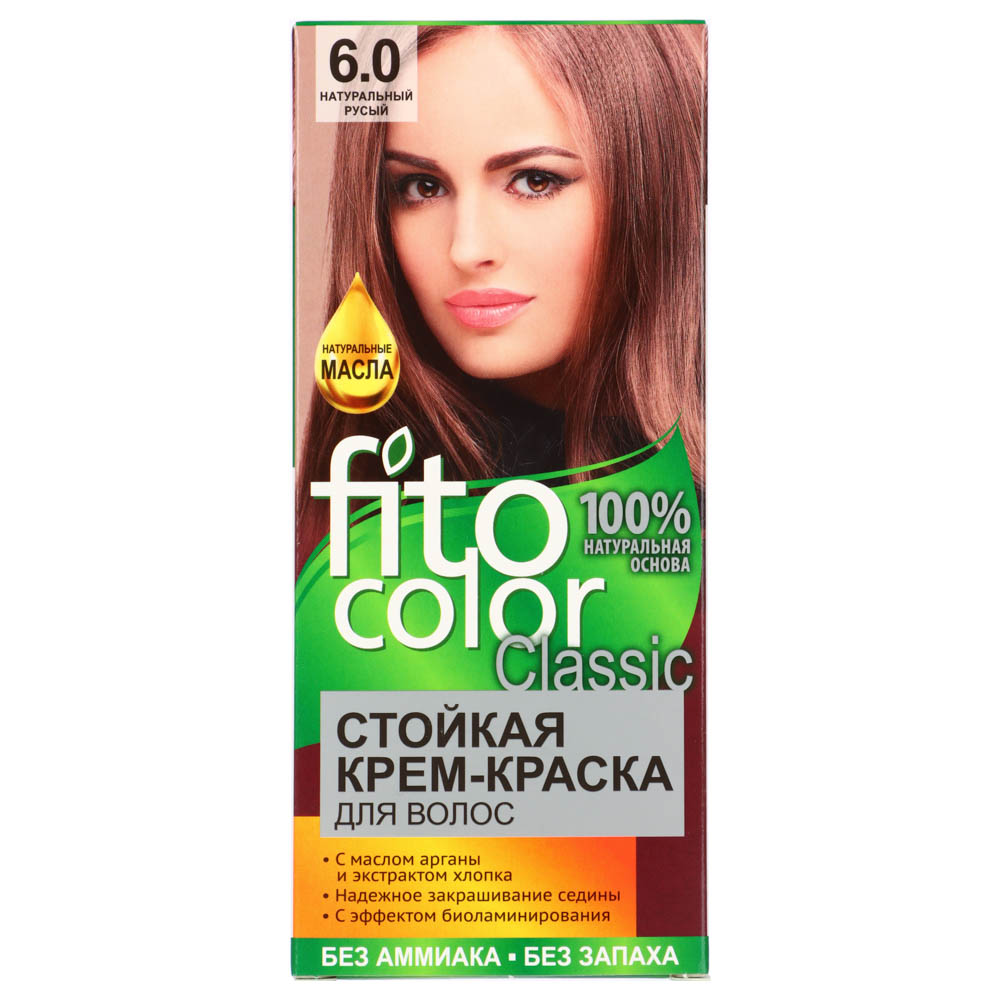 6.0
НАТУРАЛЬНЫЙ
РУСЫЙ
НАТУРАЛЬНЫЕ
МАСЛА
fito
color
Classic
100%
НАТУРАЛЬНАЯ
ОСНОВА
СТОЙКАЯ
КРЕМ-КРАСКА
ДЛЯ ВОЛОС
• С маслом арганы
и экстрактом хлопка
• Надежное закрашивание седины
• С эффектом биоламинирования
БЕЗ АММИАКА ▪ БЕЗ ЗАПАХА